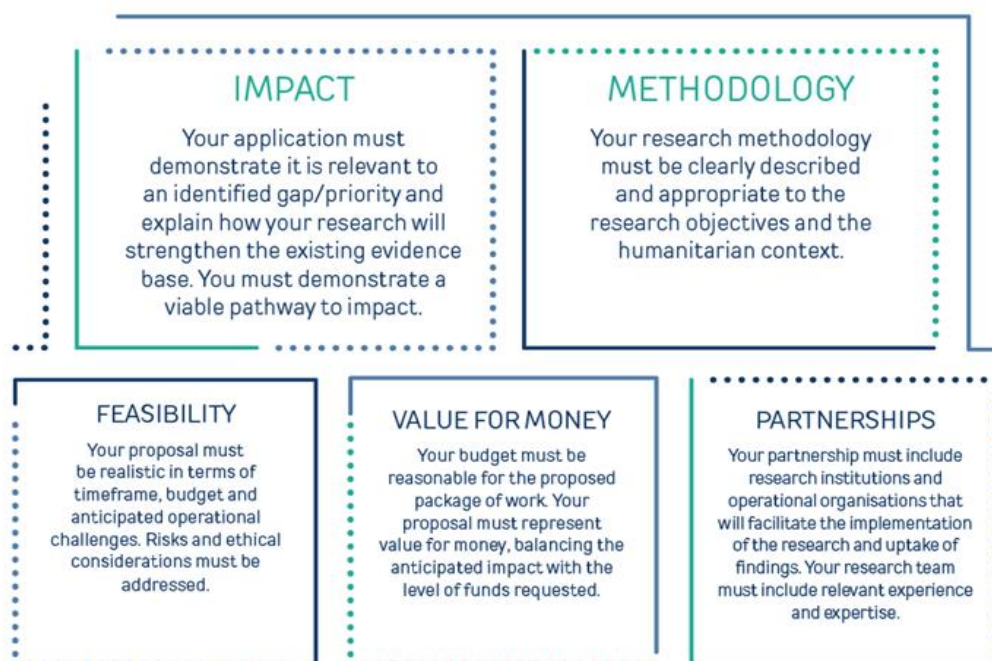 IMPACT
Your application must
demonstrate it is relevant to
an identified gap/priority and
explain how your research will
strengthen the existing evidence
base. You must demonstrate a
viable pathway to impact.
METHODOLOGY
Your research methodology
must be clearly described
and appropriate to the
research objectives and the
humanitarian context.
FEASIBILITY
Your proposal must
be realistic in terms of
timeframe, budget and
anticipated operational
challenges. Risks and ethical
considerations must be
addressed.
VALUE FOR MONEY
Your budget must be
reasonable for the proposed
package of work. Your
proposal must represent
value for money, balancing the
anticipated impact with the
level of funds requested.
PARTNERSHIPS
Your partnership must include
research institutions and
operational organisations that
will facilitate the implementation
of the research and uptake of
findings. Your research team
must include relevant experience
and expertise.